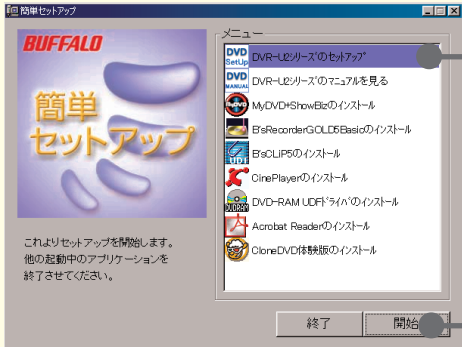 簡単セットアップ
BUFFALO
簡単
セットアップ
これよりセットアップを開始します。
他の起動中のアプリケーションを
終了させてください。
メニュー
DVD SetUp
DVR-U2シリーズのセットアップ
DVD MANUAL
DVR-U2シリーズのマニュアルを見る
MyDVD
MyDVD+ShowBizのインストール
B'sRecorderGOLD5Basicのインストール
UDF
B'sCLiP5のインストール
CinePlayerのインストール
DVDRAM
DVD-RAM UDFドライバのインストール
Acrobat Readerのインストール
CloneDVD体験版のインストール
終了
開始